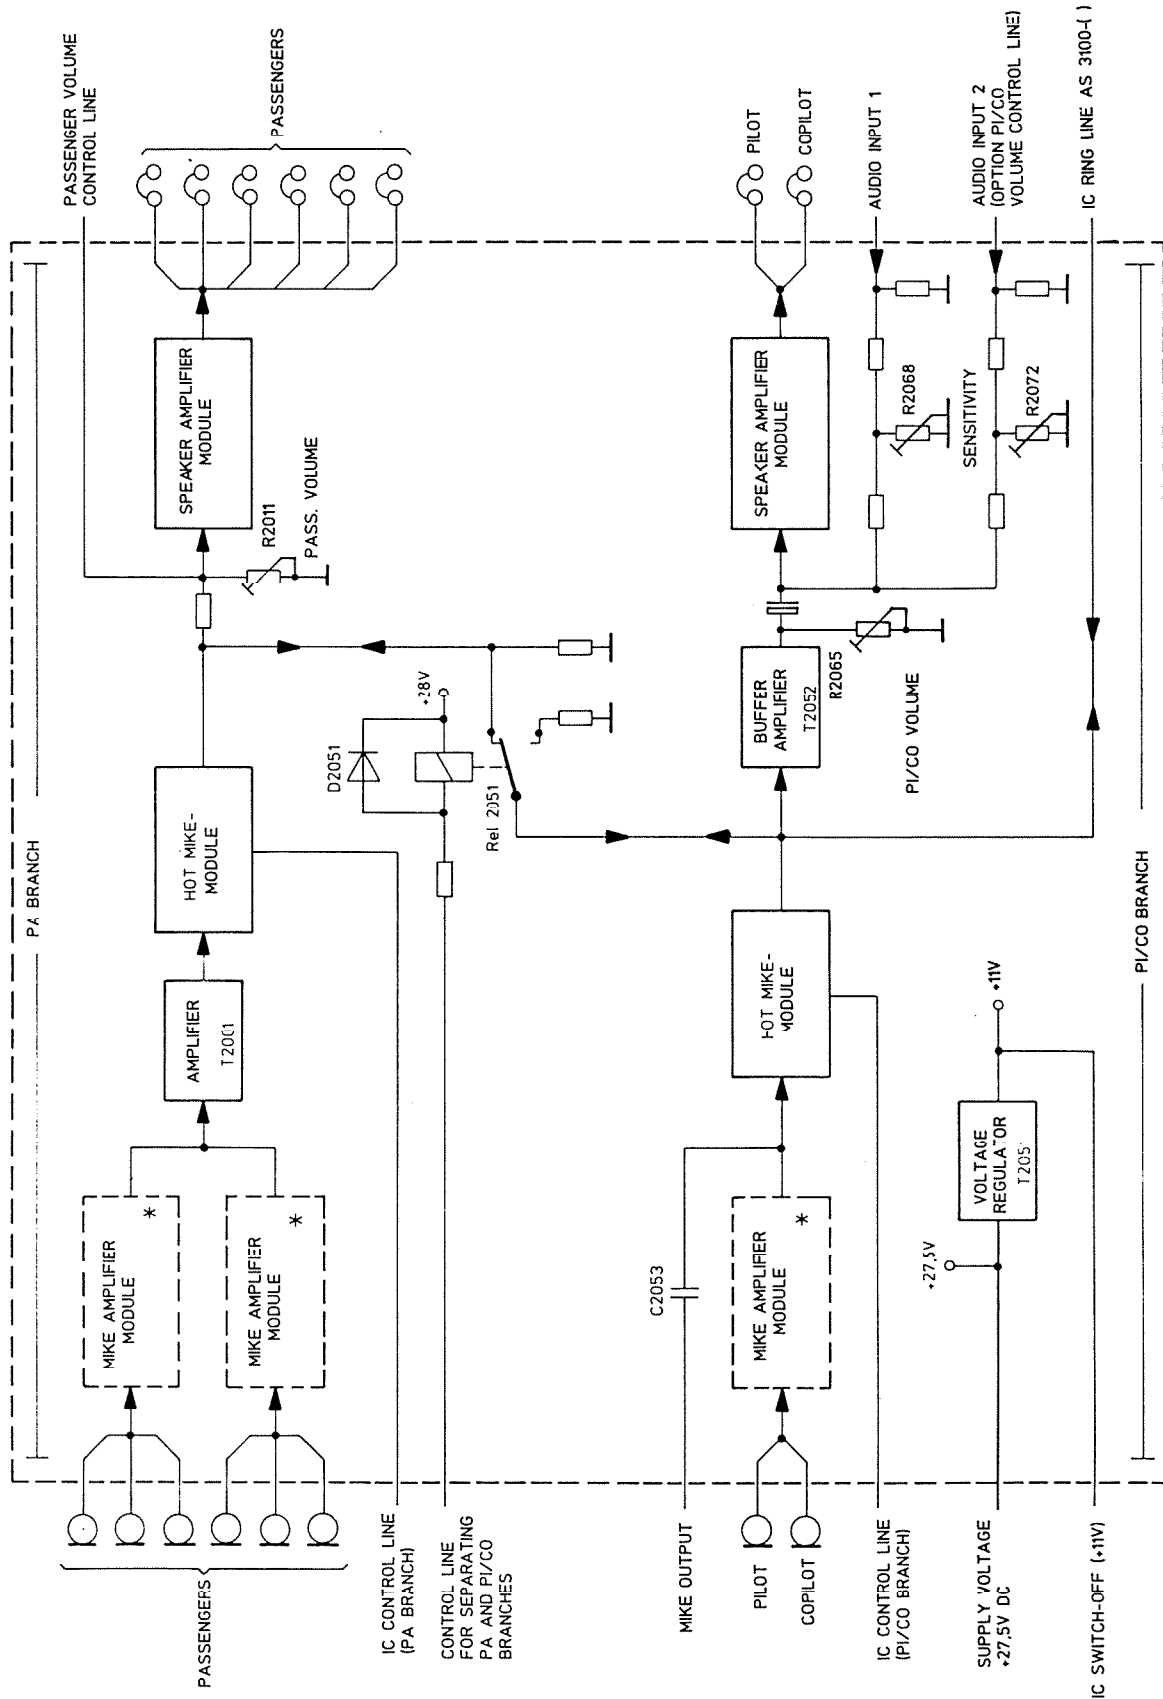 PASSENGERS
IC CONTROL LINE
(PA BRANCH)
CONTROL LINE
FOR SEPARATING
PA AND PI/CO
BRANCHES
MIKE OUTPUT
PILOT
COPILOT
IC CONTROL LINE
(PI/CO BRANCH)
SUPPLY VOLTAGE
+27,5V DC
IC SWITCH-OFF (+11V)
PA BRANCH
MIKE AMPLIFIER
MODULE
*
MIKE AMPLIFIER
MODULE
*
AMPLIFIER
T2001
HOT MIKE-
MODULE
D2051
+28V
Rel 2051
R2011
PASS. VOLUME
SPEAKER AMPLIFIER
MODULE
PASSENGER VOLUME
CONTROL LINE
PASSENGERS
C2053
MIKE AMPLIFIER
MODULE
*
HOT MIKE-
MODULE
BUFFER
AMPLIFIER
T2052
R2065
PI/CO VOLUME
SPEAKER AMPLIFIER
MODULE
R2068
SENSITIVITY
R2072
PILOT
COPILOT
AUDIO INPUT 1
AUDIO INPUT 2
(OPTION PI/CO
VOLUME CONTROL LINE)
IC RING LINE AS 3100-( )
+27,5V
VOLTAGE
REGULATOR
+11V
PI/CO BRANCH